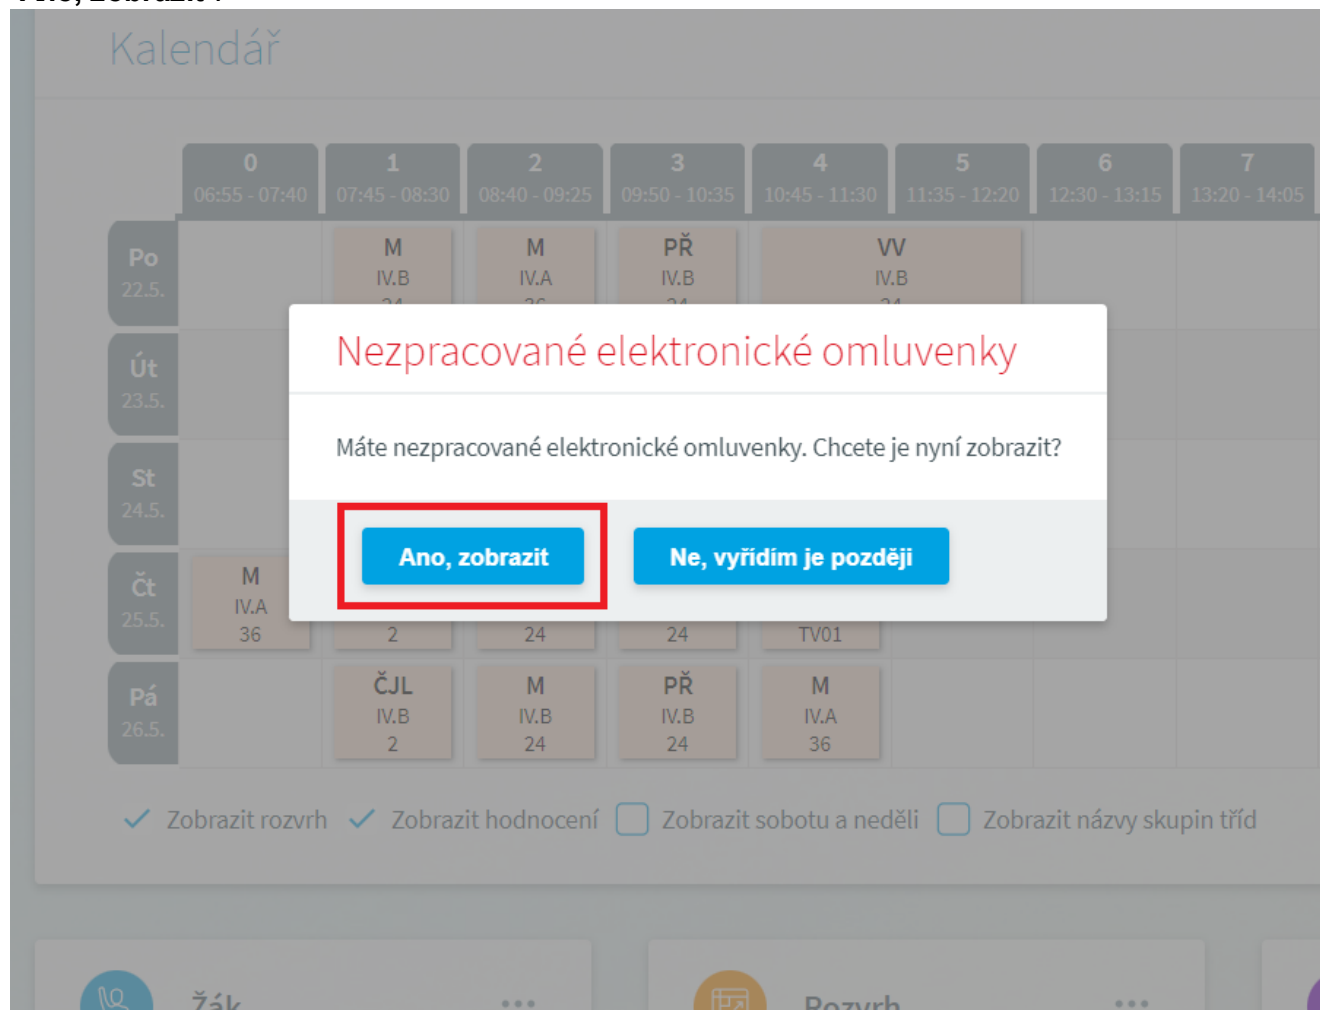 Kalendář
0 1 2 3 4 5 6 7
06:55 - 07:40 07:45 - 08:30 08:40 - 09:25 09:50 - 10:35 10:45 - 11:30 11:35 - 12:20 12:30 - 13:15 13:20 - 14:05
Po M M PŘ VV
22.5. IV.B IV.A IV.B IV.B
Út
23.5.
Nezpracované elektronické omluvenky
Máte nezpracované elektronické omluvenky. Chcete je nyní zobrazit?
Ano, zobrazit Ne, vyřídím je později
St
24.5.
Čt M
25.5. IV.A
36 2 24 24 TV01
Pá ČJL M PŘ M
26.5. IV.B IV.B IV.B IV.A
2 24 24 36
Zobrazit rozvrh Zobrazit hodnocení Zobrazit sobotu a neděli Zobrazit názvy skupin tříd
Žák Rozvrh